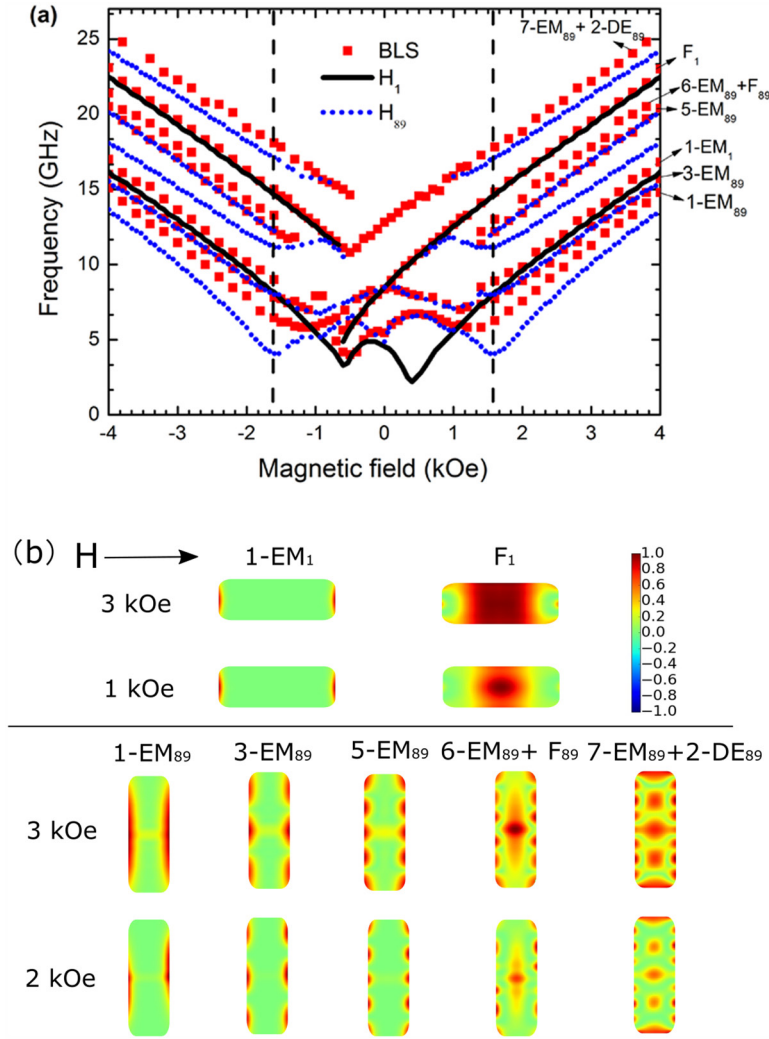 (a)
7-EM₈₉+ 2-DE₈₉
BLS
H₁
H₈₉
F₁
6-EM₈₉+F₈₉
5-EM₈₉
1-EM₁
3-EM₈₉
1-EM₈₉
25
20
15
10
5
0
Frequency (GHz)
-4 -3 -2 -1 0 1 2 3 4
Magnetic field (kOe)
(b) H
1-EM₁ F₁
3 kOe
1 kOe
1.0
0.8
0.6
0.4
0.2
0.0
−0.2
−0.4
−0.6
−0.8
−1.0
1-EM₈₉ 3-EM₈₉ 5-EM₈₉ 6-EM₈₉+ F₈₉ 7-EM₈₉+2-DE₈₉
3 kOe
2 kOe